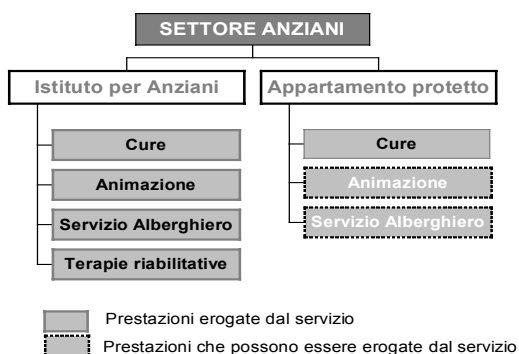 SETTORE ANZIANI
Istituto per Anziani
Appartamento protetto
Cure
Animazione
Servizio Alberghiero
Terapie riabilitative
Cure
Animazione
Servizio Alberghiero
Prestazioni erogate dal servizio
Prestazioni che possono essere erogate dal servizio